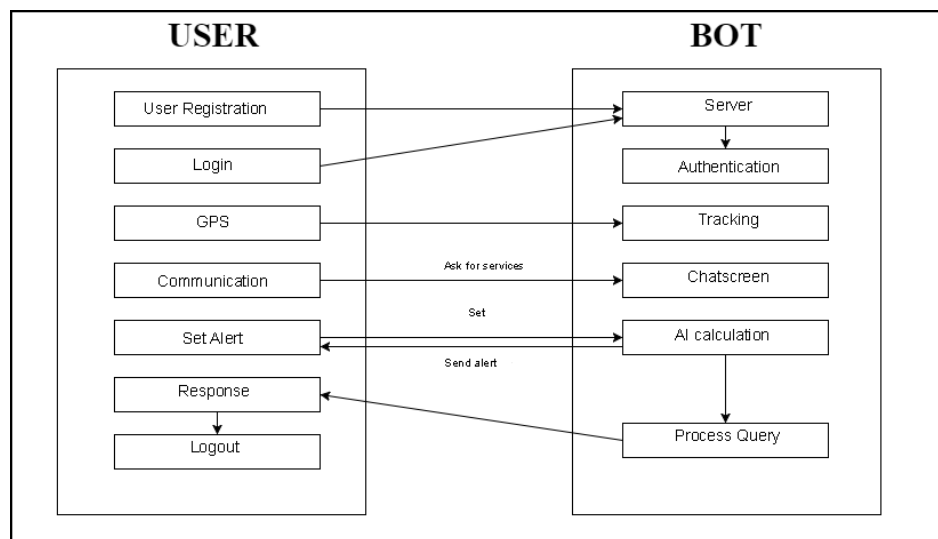 USER
BOT
User Registration
Server
Login
Authentication
GPS
Tracking
Ask for services
Communication
Chatscreen
Set
Set Alert
AI calculation
Send alert
Response
Process Query
Logout